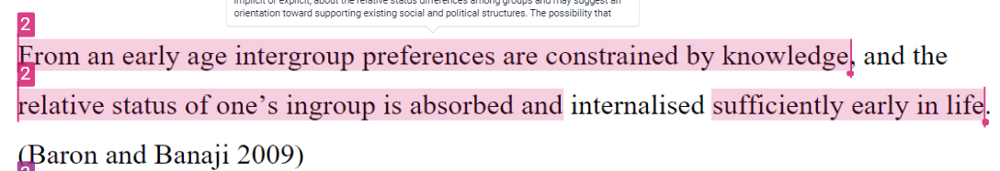 implicit or explicit, about the relative status differences among groups and may suggest an
orientation toward supporting existing social and political structures. The possibility that
2
From an early age intergroup preferences are constrained by knowledge, and the
2
relative status of one’s ingroup is absorbed and internalised sufficiently early in life.
(Baron and Banaji 2009)
2